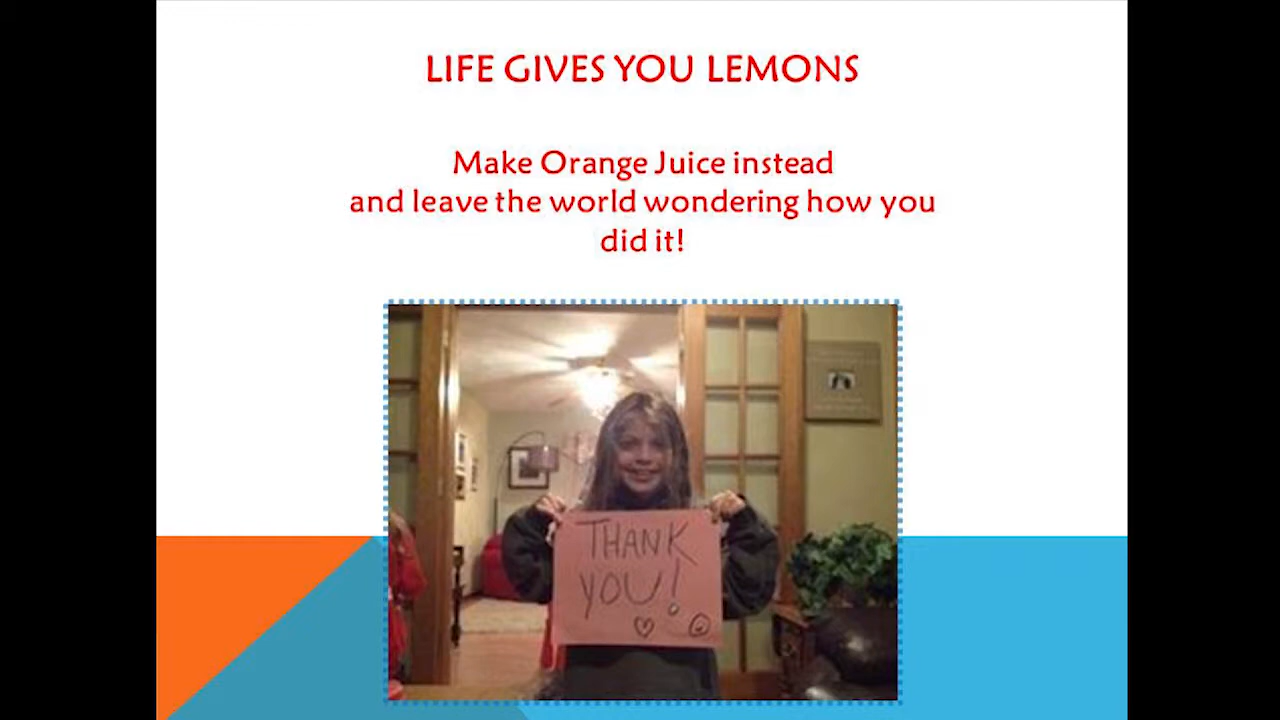 LIFE GIVES YOU LEMONS
Make Orange Juice instead
and leave the world wondering how you
did it!
THANK
YOU!